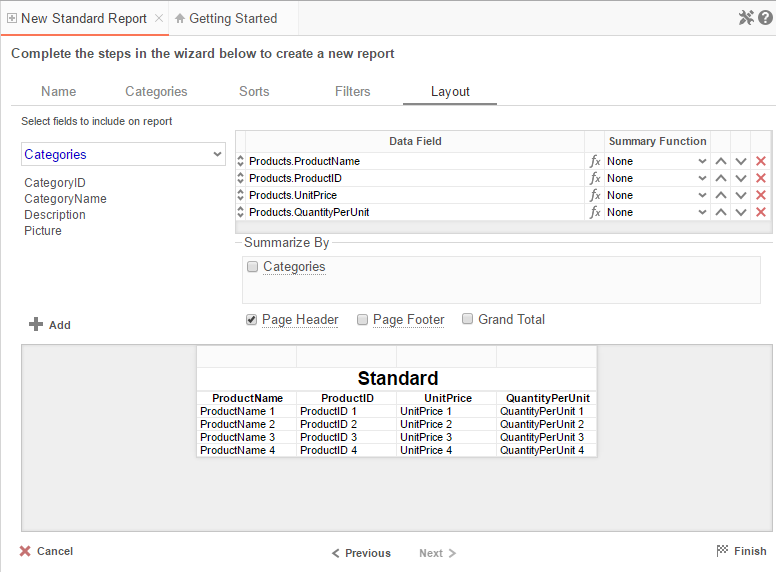 New Standard Report Getting Started
Complete the steps in the wizard below to create a new report
Name Categories Sorts Filters Layout
Select fields to include on report
Categories
CategoryID
CategoryName
Description
Picture
Add
Data Field Summary Function
Products.ProductName fx None
Products.ProductID fx None
Products.UnitPrice fx None
Products.QuantityPerUnit fx None
Summarize By
Categories
Page Header Page Footer Grand Total
Standard
ProductName ProductID UnitPrice QuantityPerUnit
ProductName 1 ProductID 1 UnitPrice 1 QuantityPerUnit 1
ProductName 2 ProductID 2 UnitPrice 2 QuantityPerUnit 2
ProductName 3 ProductID 3 UnitPrice 3 QuantityPerUnit 3
ProductName 4 ProductID 4 UnitPrice 4 QuantityPerUnit 4
Cancel Previous Next Finish